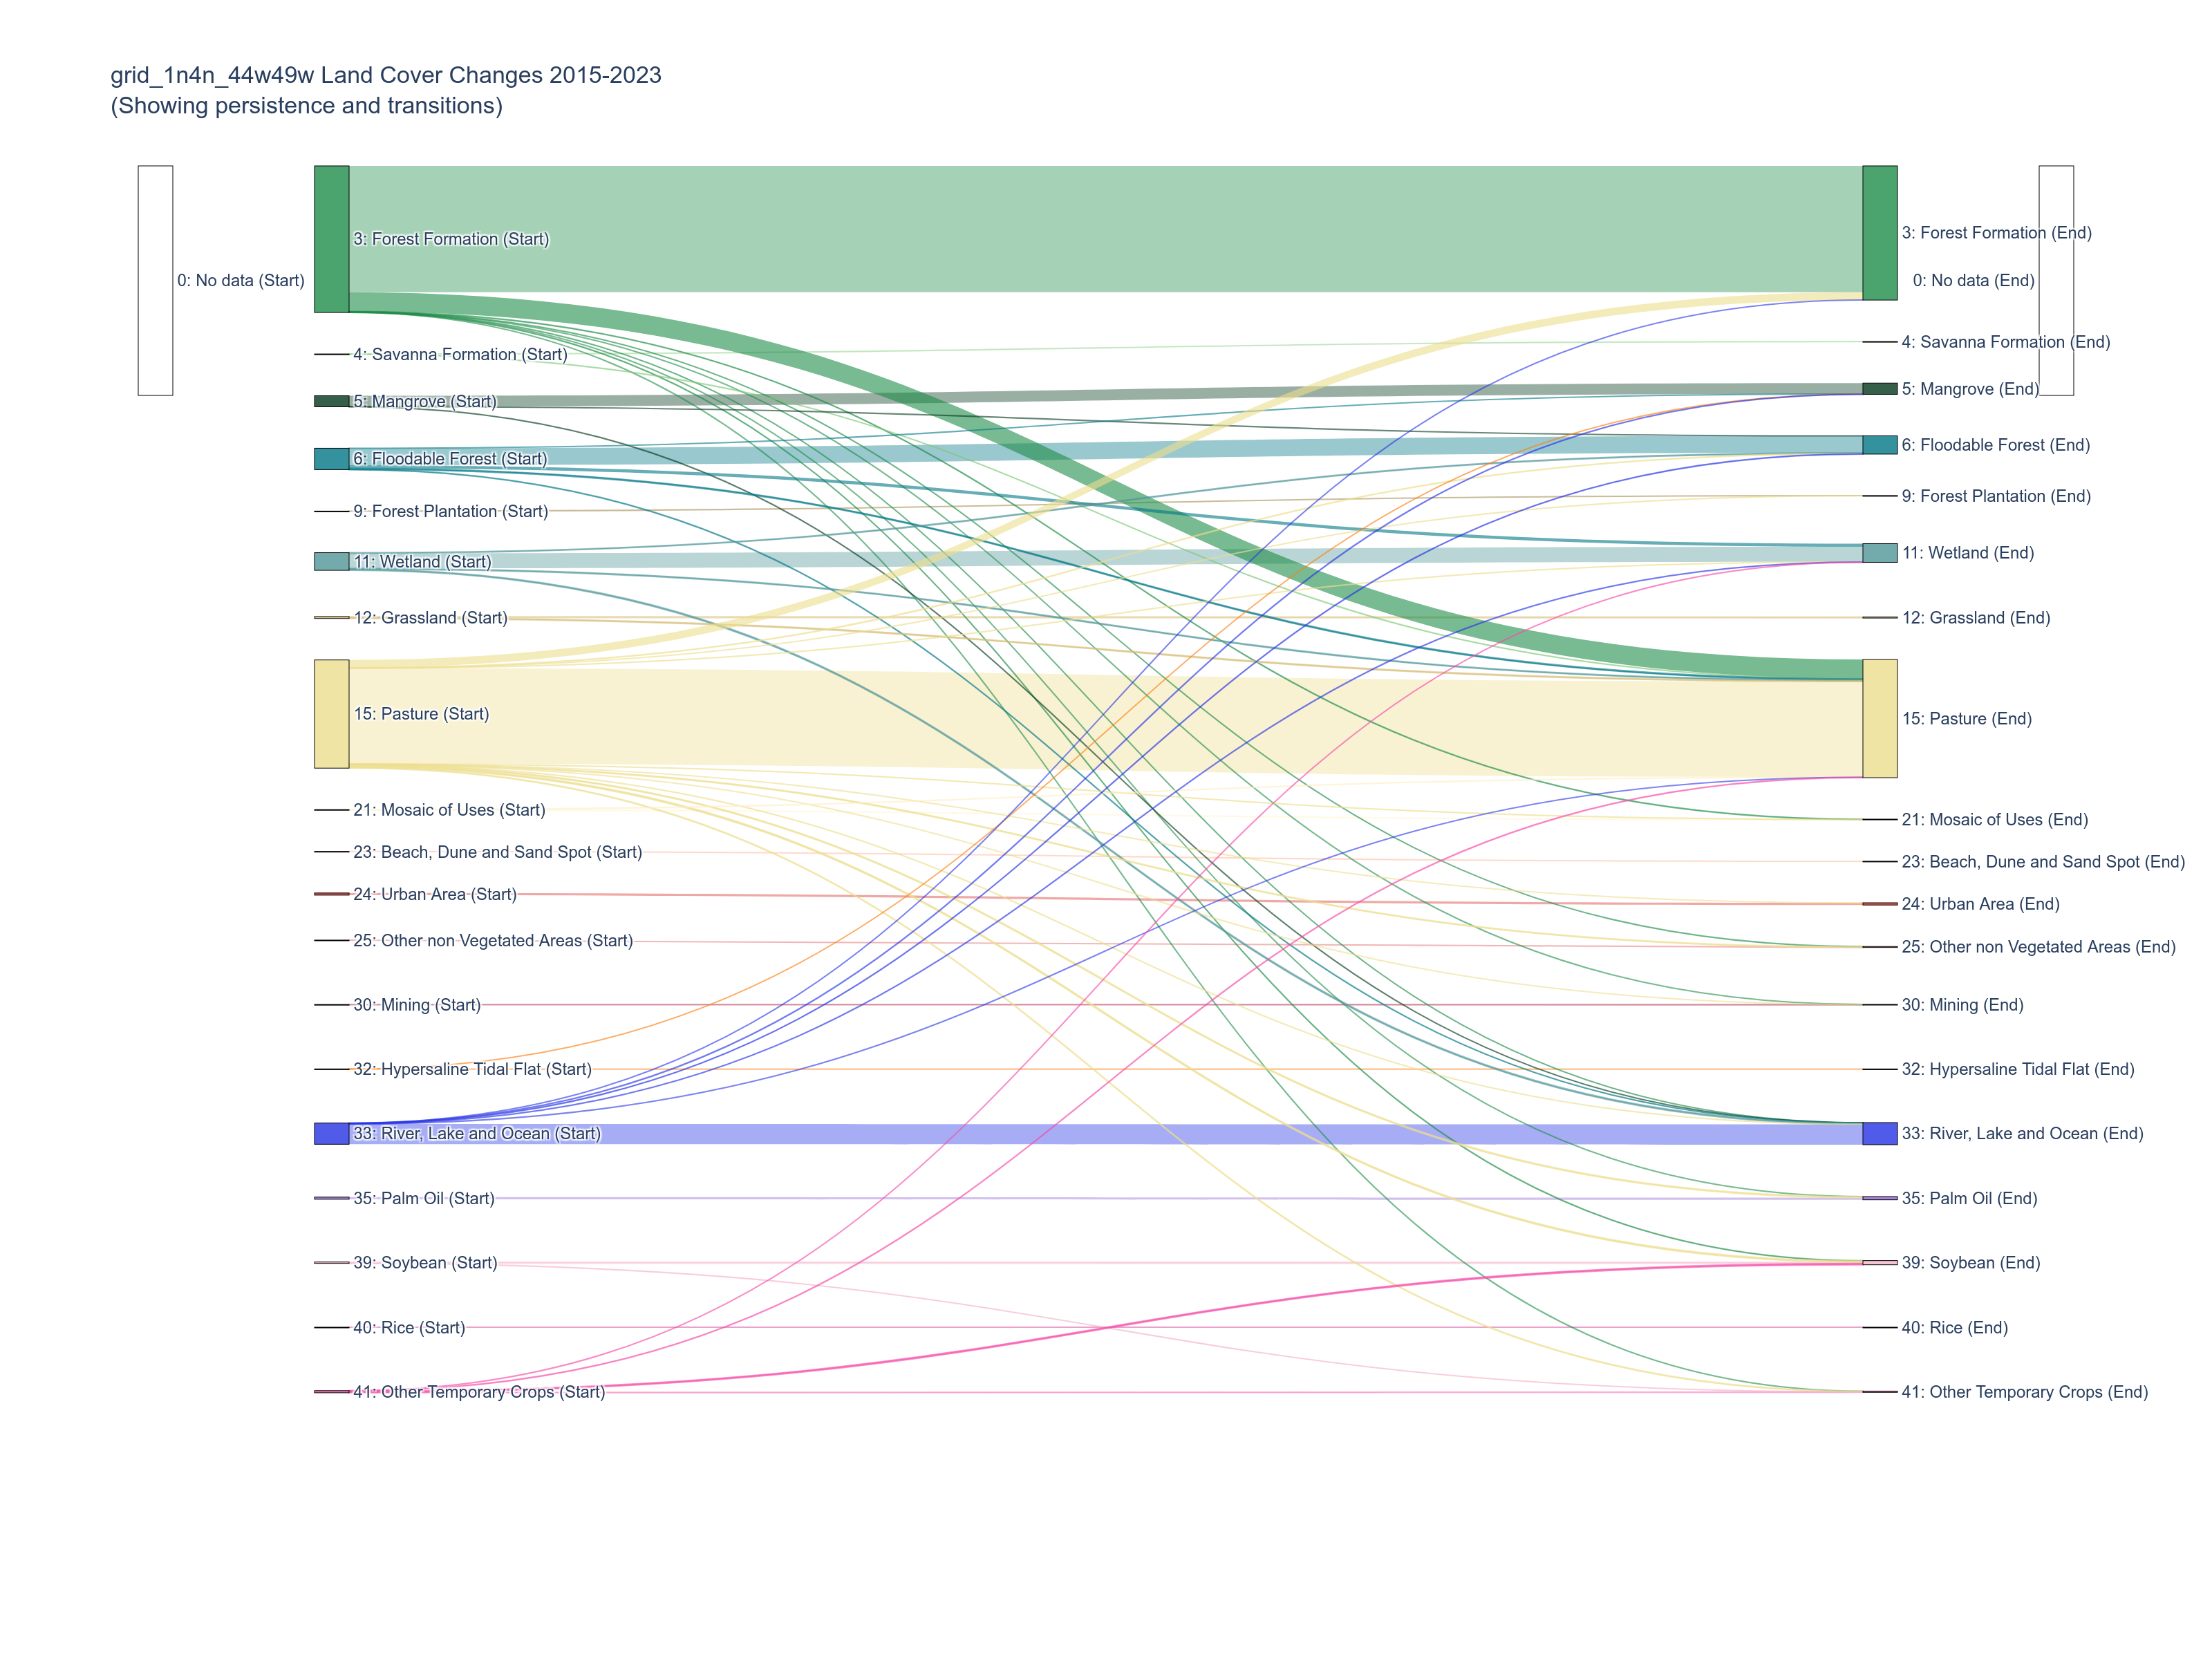 grid_1n4n_44w49w Land Cover Changes 2015-2023
(Showing persistence and transitions)
0: No data (Start)
3: Forest Formation (Start)
4: Savanna Formation (Start)
5: Mangrove (Start)
6: Floodable Forest (Start)
9: Forest Plantation (Start)
11: Wetland (Start)
12: Grassland (Start)
15: Pasture (Start)
21: Mosaic of Uses (Start)
23: Beach, Dune and Sand Spot (Start)
24: Urban Area (Start)
25: Other non Vegetated Areas (Start)
30: Mining (Start)
32: Hypersaline Tidal Flat (Start)
33: River, Lake and Ocean (Start)
35: Palm Oil (Start)
39: Soybean (Start)
40: Rice (Start)
41: Other Temporary Crops (Start)
3: Forest Formation (End)
0: No data (End)
4: Savanna Formation (End)
5: Mangrove (End)
6: Floodable Forest (End)
9: Forest Plantation (End)
11: Wetland (End)
12: Grassland (End)
15: Pasture (End)
21: Mosaic of Uses (End)
23: Beach, Dune and Sand Spot (End)
24: Urban Area (End)
25: Other non Vegetated Areas (End)
30: Mining (End)
32: Hypersaline Tidal Flat (End)
33: River, Lake and Ocean (End)
35: Palm Oil (End)
39: Soybean (End)
40: Rice (End)
41: Other Temporary Crops (End)